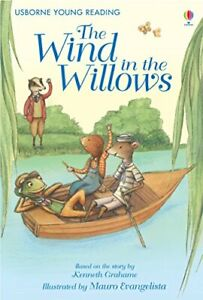 USBORNE YOUNG READING
The
Wind in the
Willows
Based on the story by
Kenneth Grahame
Illustrated by Mauro Evangelista